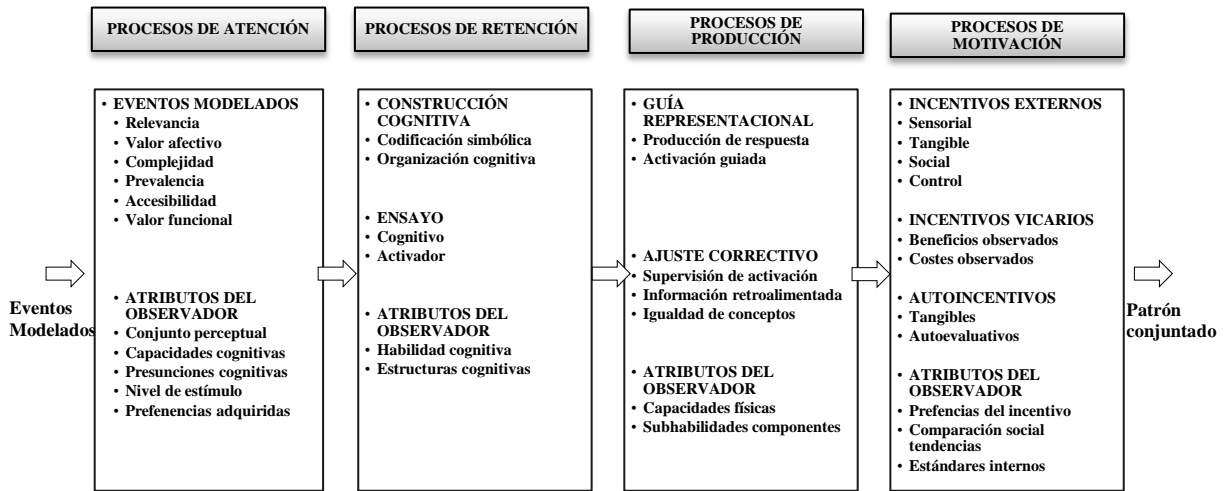 PROCESOS DE ATENCIÓN
PROCESOS DE RETENCIÓN
PROCESOS DE
PRODUCCIÓN
PROCESOS DE
MOTIVACIÓN
Eventos
Modelados
• EVENTOS MODELADOS
• Relevancia
• Valor afectivo
• Complejidad
• Prevalencia
• Accesibilidad
• Valor funcional
• ATRIBUTOS DEL
OBSERVADOR
• Conjunto perceptual
• Capacidades cognitivas
• Presunciones cognitivas
• Nivel de estímulo
• Prefenencias adquiridas
• CONSTRUCCIÓN
COGNITIVA
• Codificación simbólica
• Organización cognitiva
• ENSAYO
• Cognitivo
• Activador
• ATRIBUTOS DEL
OBSERVADOR
• Habilidad cognitiva
• Estructuras cognitivas
• GUÍA
REPRESENTACIONAL
• Producción de respuesta
• Activación guiada
• AJUSTE CORRECTIVO
• Supervisión de activación
• Información retroalimentada
• Igualdad de conceptos
• ATRIBUTOS DEL
OBSERVADOR
• Capacidades físicas
• Subhabilidades componentes
• INCENTIVOS EXTERNOS
• Sensorial
• Tangible
• Social
• Control
• INCENTIVOS VICARIOS
• Beneficios observados
• Costes observados
• AUTOINCENTIVOS
• Tangibles
• Autoevaluativos
• ATRIBUTOS DEL
OBSERVADOR
• Prefencias del incentivo
• Comparación social
tendencias
• Estándares internos
Patrón
conjuntado